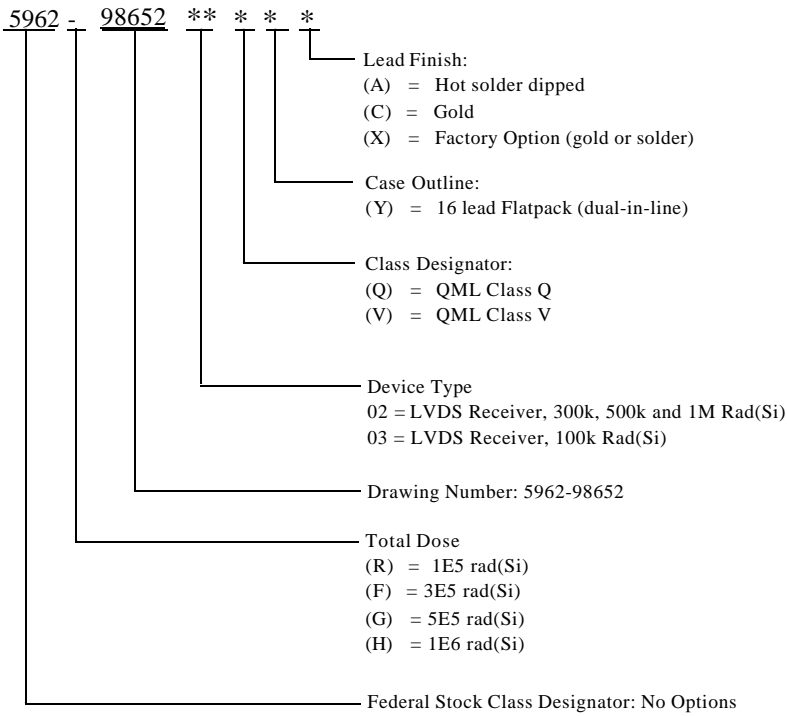 5962 - 98652 ** * * *
Lead Finish:
(A) = Hot solder dipped
(C) = Gold
(X) = Factory Option (gold or solder)
Case Outline:
(Y) = 16 lead Flatpack (dual-in-line)
Class Designator:
(Q) = QML Class Q
(V) = QML Class V
Device Type
02 = LVDS Receiver, 300k, 500k and 1M Rad(Si)
03 = LVDS Receiver, 100k Rad(Si)
Drawing Number: 5962-98652
Total Dose
(R) = 1E5 rad(Si)
(F) = 3E5 rad(Si)
(G) = 5E5 rad(Si)
(H) = 1E6 rad(Si)
Federal Stock Class Designator: No Options